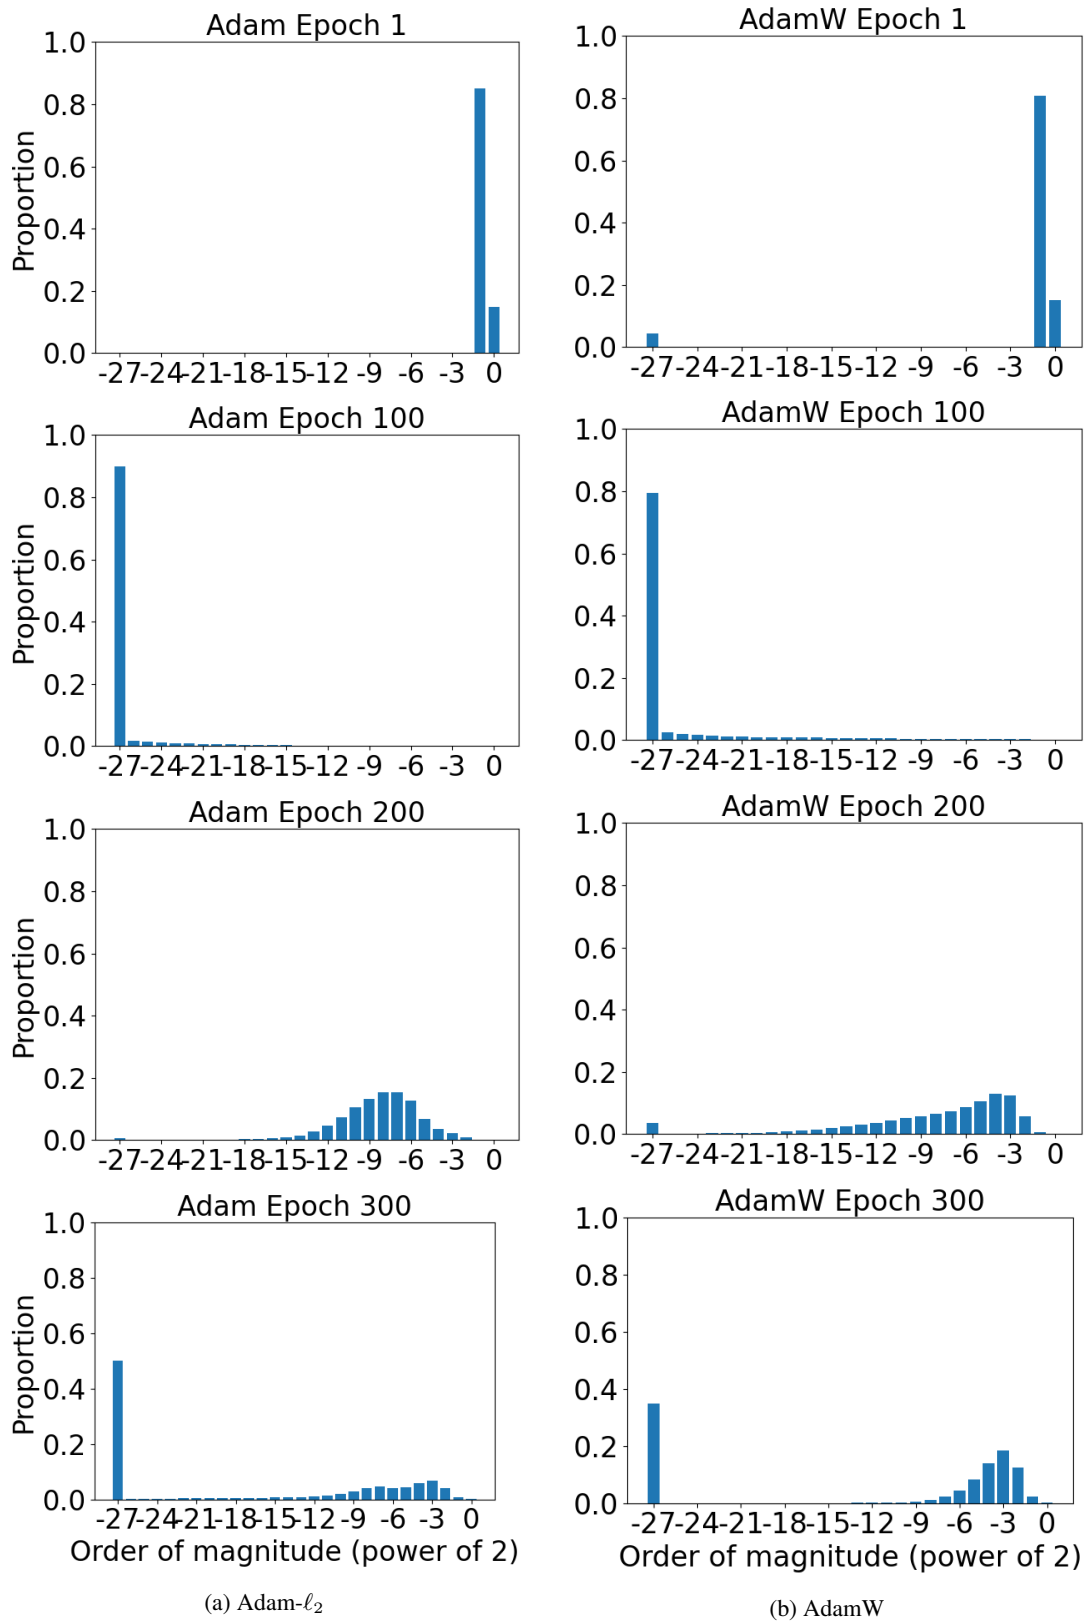 Adam Epoch 1
1.0
0.8
0.6
0.4
0.2
0.0
Proportion
-27 -24 -21 -18 -15 -12 -9 -6 -3 0
AdamW Epoch 1
1.0
0.8
0.6
0.4
0.2
0.0
-27 -24 -21 -18 -15 -12 -9 -6 -3 0
Adam Epoch 100
1.0
0.8
0.6
0.4
0.2
0.0
Proportion
-27 -24 -21 -18 -15 -12 -9 -6 -3 0
AdamW Epoch 100
1.0
0.8
0.6
0.4
0.2
0.0
-27 -24 -21 -18 -15 -12 -9 -6 -3 0
Adam Epoch 200
1.0
0.8
0.6
0.4
0.2
0.0
Proportion
-27 -24 -21 -18 -15 -12 -9 -6 -3 0
AdamW Epoch 200
1.0
0.8
0.6
0.4
0.2
0.0
-27 -24 -21 -18 -15 -12 -9 -6 -3 0
Adam Epoch 300
1.0
0.8
0.6
0.4
0.2
0.0
Proportion
-27 -24 -21 -18 -15 -12 -9 -6 -3 0
Order of magnitude (power of 2)
AdamW Epoch 300
1.0
0.8
0.6
0.4
0.2
0.0
-27 -24 -21 -18 -15 -12 -9 -6 -3 0
Order of magnitude (power of 2)
(a) Adam-ℓ₂
(b) AdamW